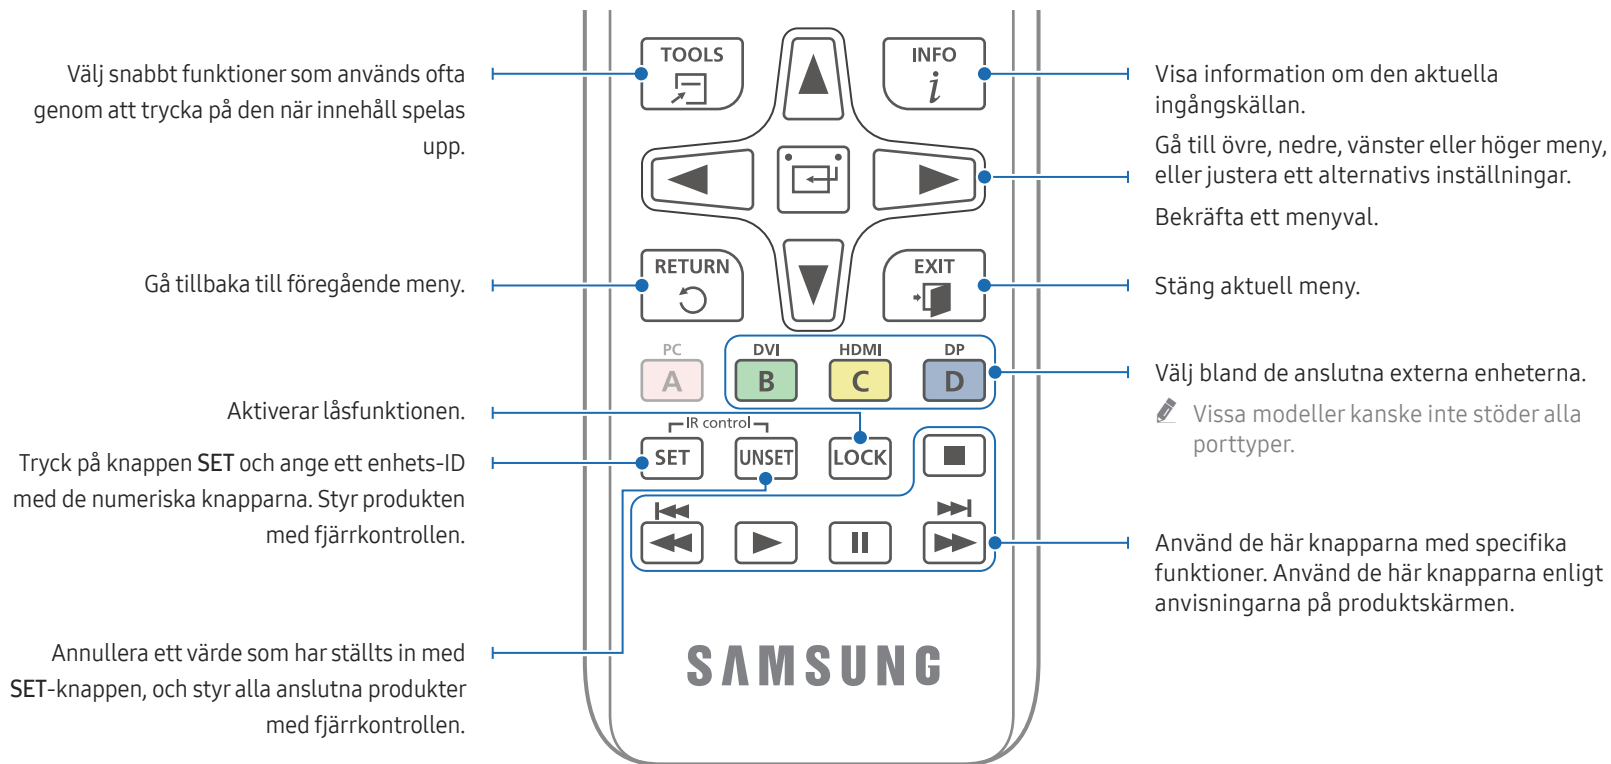 TOOLS
INFO
i
Välj snabbt funktioner som används ofta
genom att trycka på den när innehåll spelas
upp.
Visa information om den aktuella
ingångskällan.
Gå till övre, nedre, vänster eller höger meny,
eller justera ett alternativs inställningar.
Bekräfta ett menyval.
RETURN
EXIT
Gå tillbaka till föregående meny.
Stäng aktuell meny.
PC
DVI
HDMI
DP
A
B
C
D
Välj bland de anslutna externa enheterna.
Vissa modeller kanske inte stöder alla
porttyper.
Aktiverar låsfunktionen.
IR control
SET
UNSET
LOCK
Tryck på knappen SET och ange ett enhets-ID
med de numeriska knapparna. Styr produkten
med fjärrkontrollen.
Använd de här knapparna med specifika
funktioner. Använd de här knapparna enligt
anvisningarna på produktskärmen.
Annullera ett värde som har ställts in med
SET-knappen, och styr alla anslutna produkter
med fjärrkontrollen.
SAMSUNG